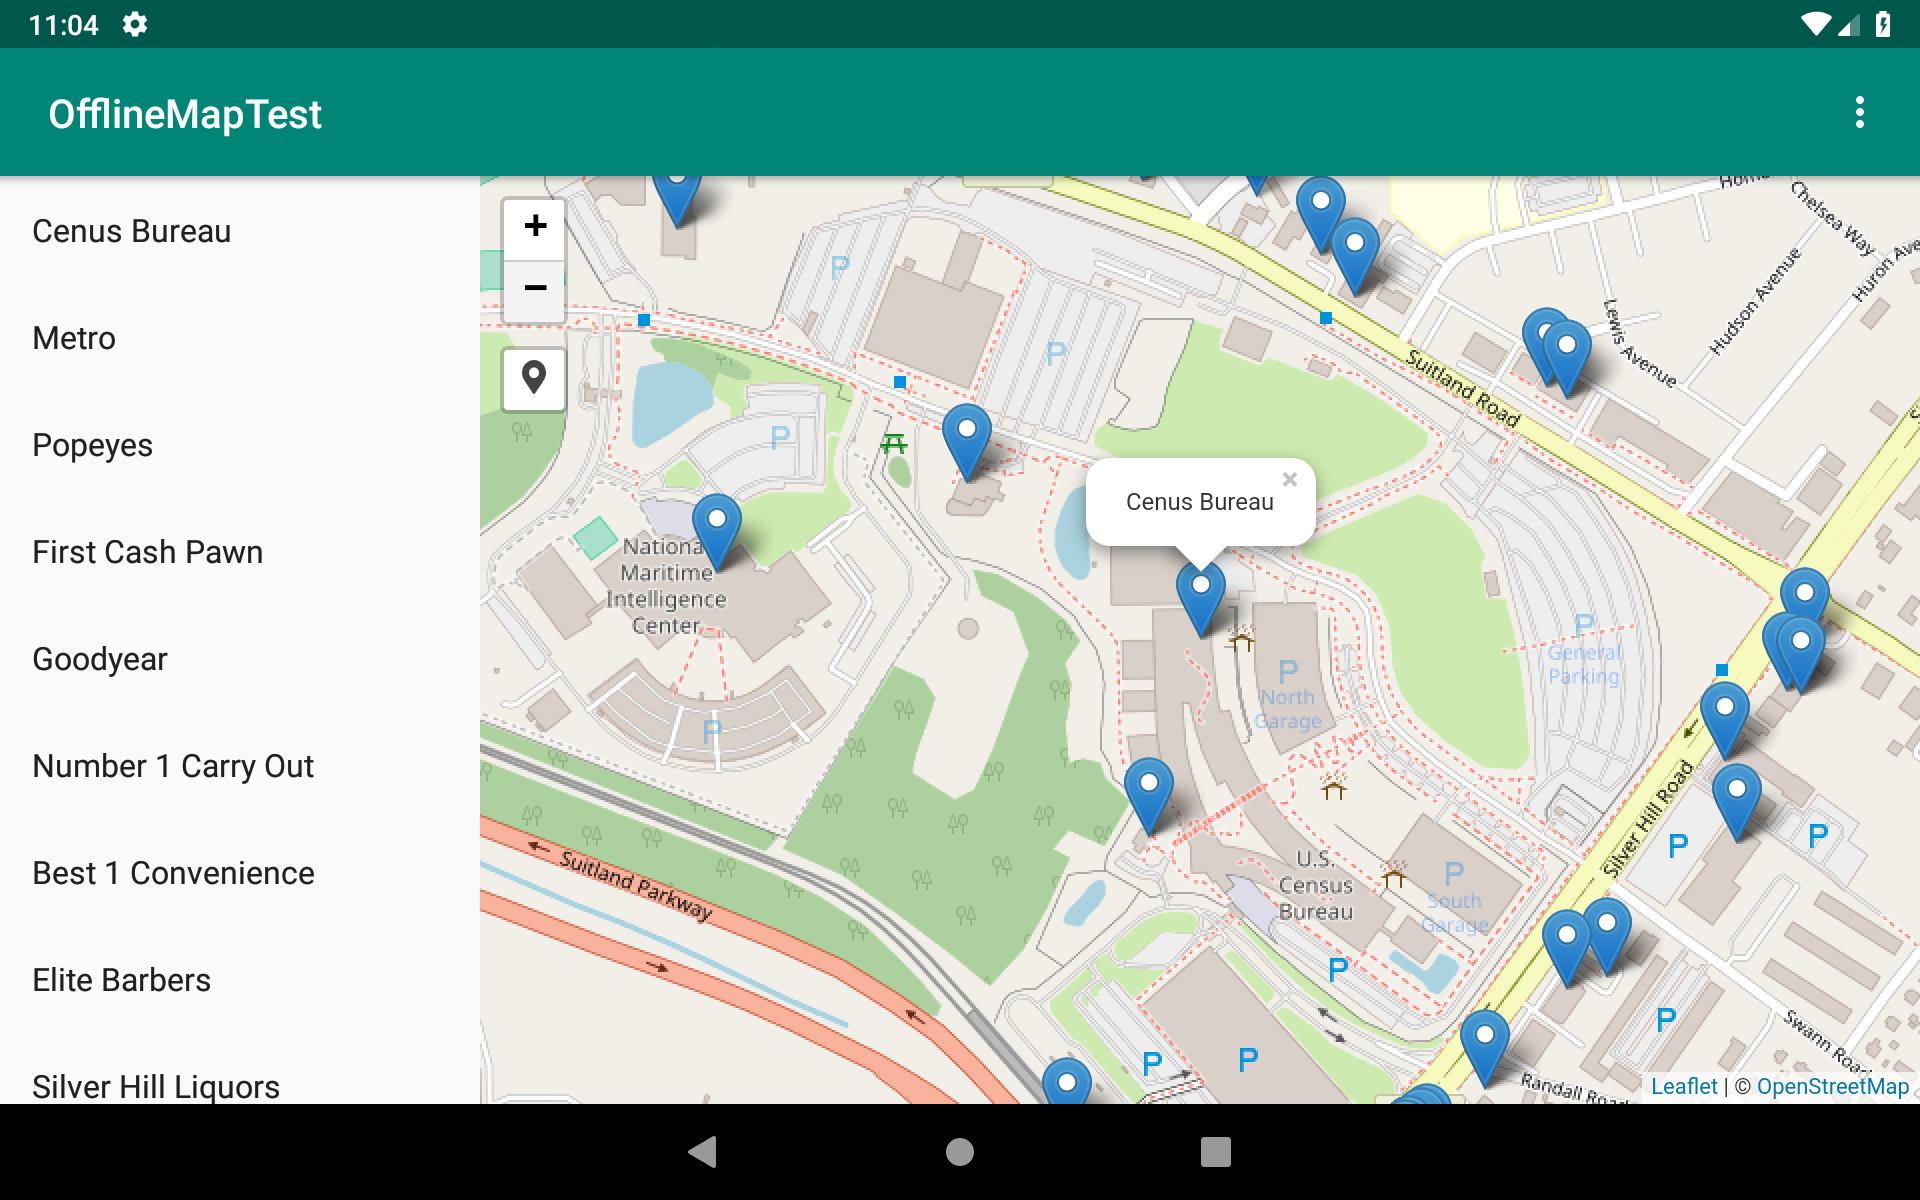 11:04
OfflineMapTest
Cenus Bureau
Metro
Popeyes
First Cash Pawn
Goodyear
Number 1 Carry Out
Best 1 Convenience
Elite Barbers
Silver Hill Liquors
+
−
P
P
P
P
P
P
P
P
P
P
P
P
P
Chelsea Way
Huron Ave
Hudson Avenue
Lewis Avenue
Suitland Road
×
Cenus Bureau
National
Maritime
Intelligence
Center
General
Parking
North
Garage
Silver Hill Road
Suitland Parkway
U.S.
Census
Bureau
South
Garage
Swann Road
Randall Road
Leaflet | © OpenStreetMap